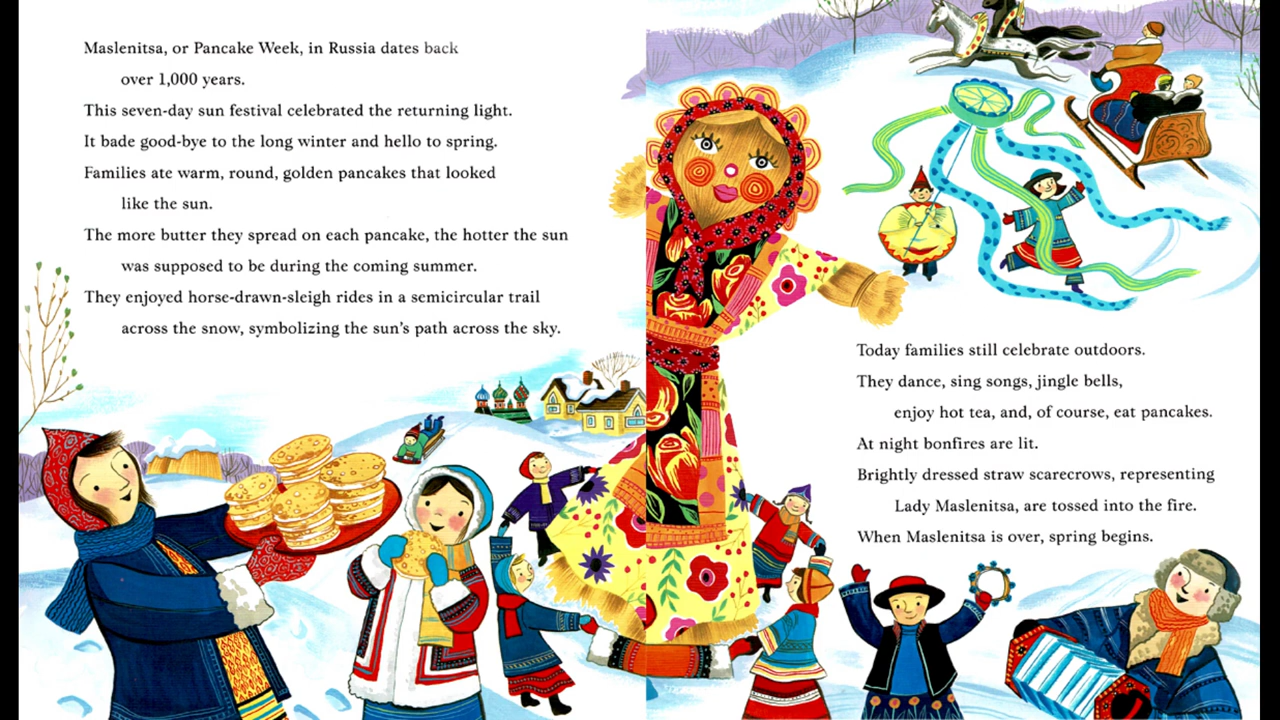 Maslenitsa, or Pancake Week, in Russia dates back
over 1,000 years.
This seven-day sun festival celebrated the returning light.
It bade good-bye to the long winter and hello to spring.
Families ate warm, round, golden pancakes that looked
like the sun.
The more butter they spread on each pancake, the hotter the sun
was supposed to be during the coming summer.
They enjoyed horse-drawn-sleigh rides in a semicircular trail
across the snow, symbolizing the sun's path across the sky.
Today families still celebrate outdoors.
They dance, sing songs, jingle bells,
enjoy hot tea, and, of course, eat pancakes.
At night bonfires are lit.
Brightly dressed straw scarecrows, representing
Lady Maslenitsa, are tossed into the fire.
When Maslenitsa is over, spring begins.